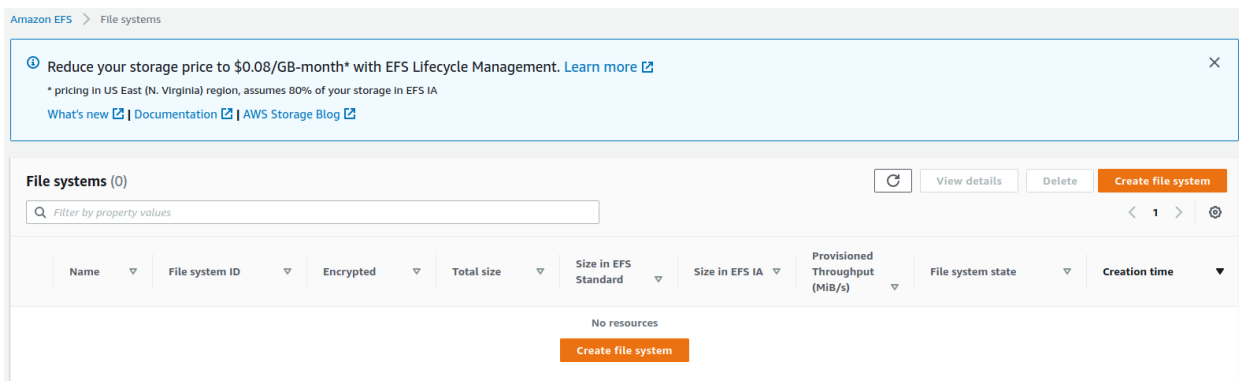 Amazon EFS > File systems
Reduce your storage price to $0.08/GB-month* with EFS Lifecycle Management. Learn more
* pricing in US East (N. Virginia) region, assumes 80% of your storage in EFS IA
What's new | Documentation | AWS Storage Blog
File systems (0)
View details
Delete
Create file system
Filter by property values
< 1 >
Name
File system ID
Encrypted
Total size
Size in EFS
Standard
Size in EFS IA
Provisioned
Throughput
(MiB/s)
File system state
Creation time
No resources
Create file system